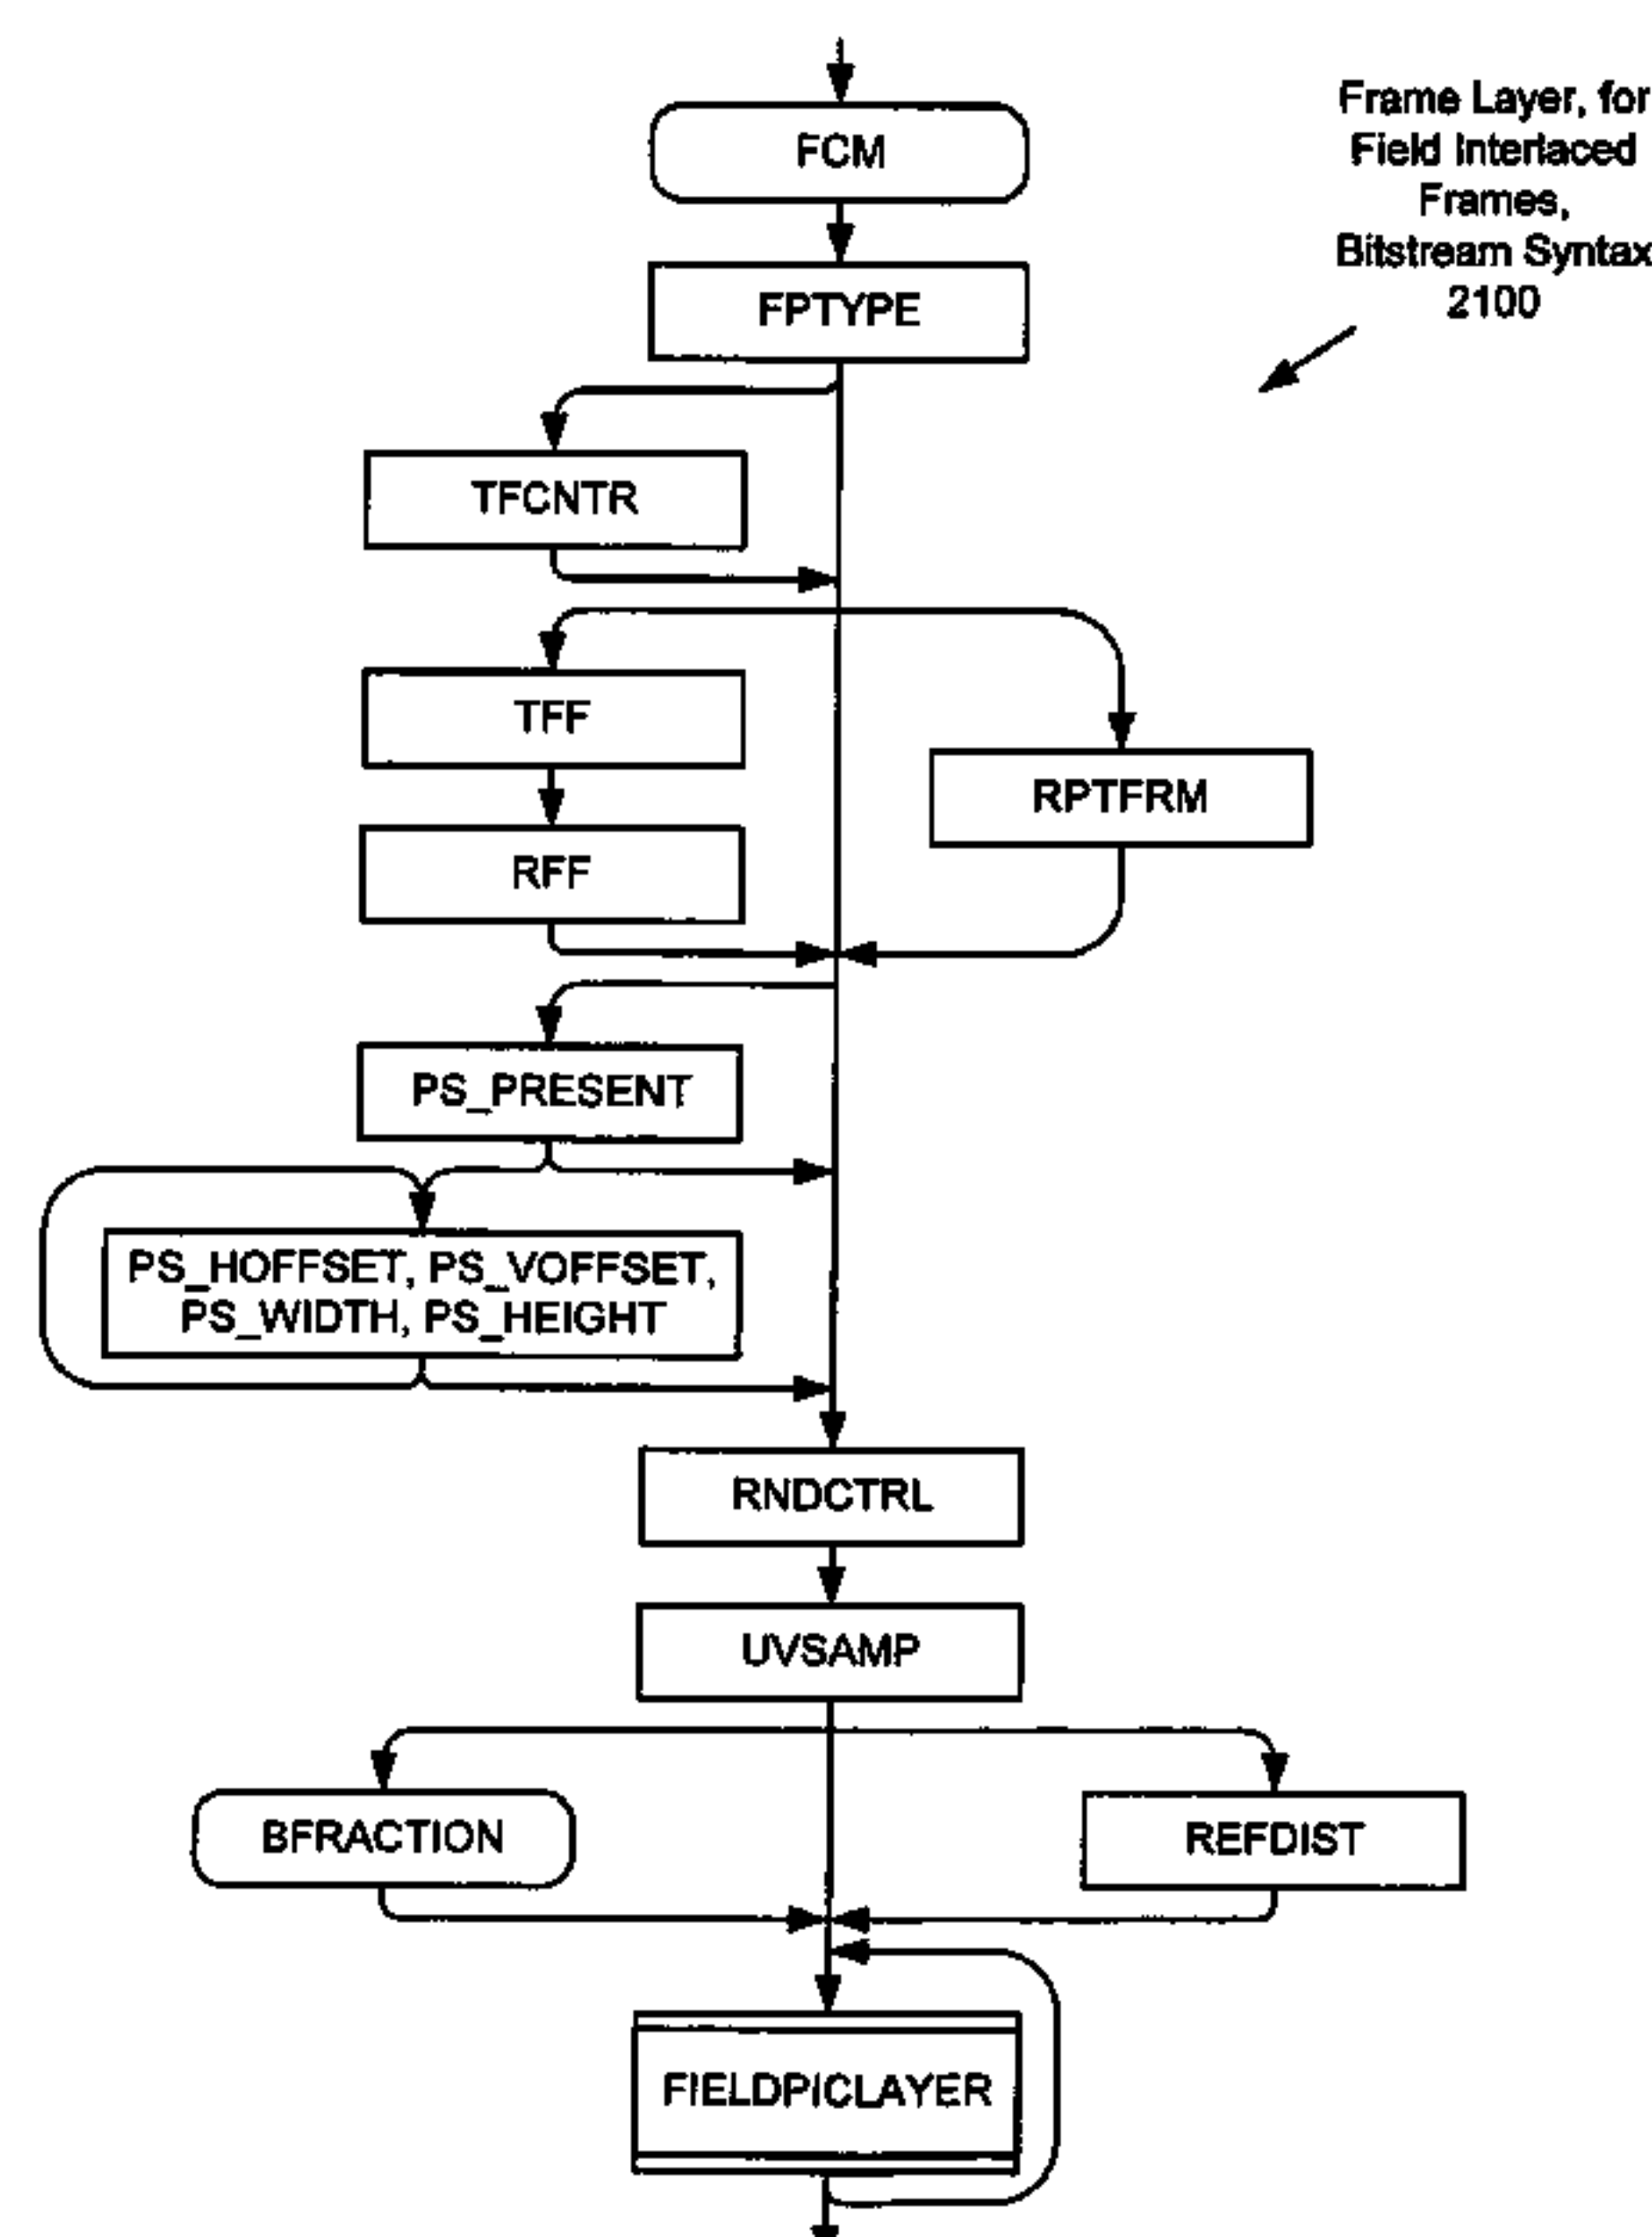 FCM
Frame Layer, for
Field Interlaced
Frames,
Bitstream Syntax
2100
FPTYPE
TFCNTR
TFF
RPTFRM
RFF
PS_PRESENT
PS_HOFFSET, PS_VOFFSET,
PS_WIDTH, PS_HEIGHT
RNDCTRL
UVSAMP
BFRACTION
REFDIST
FIELDPICLAYER